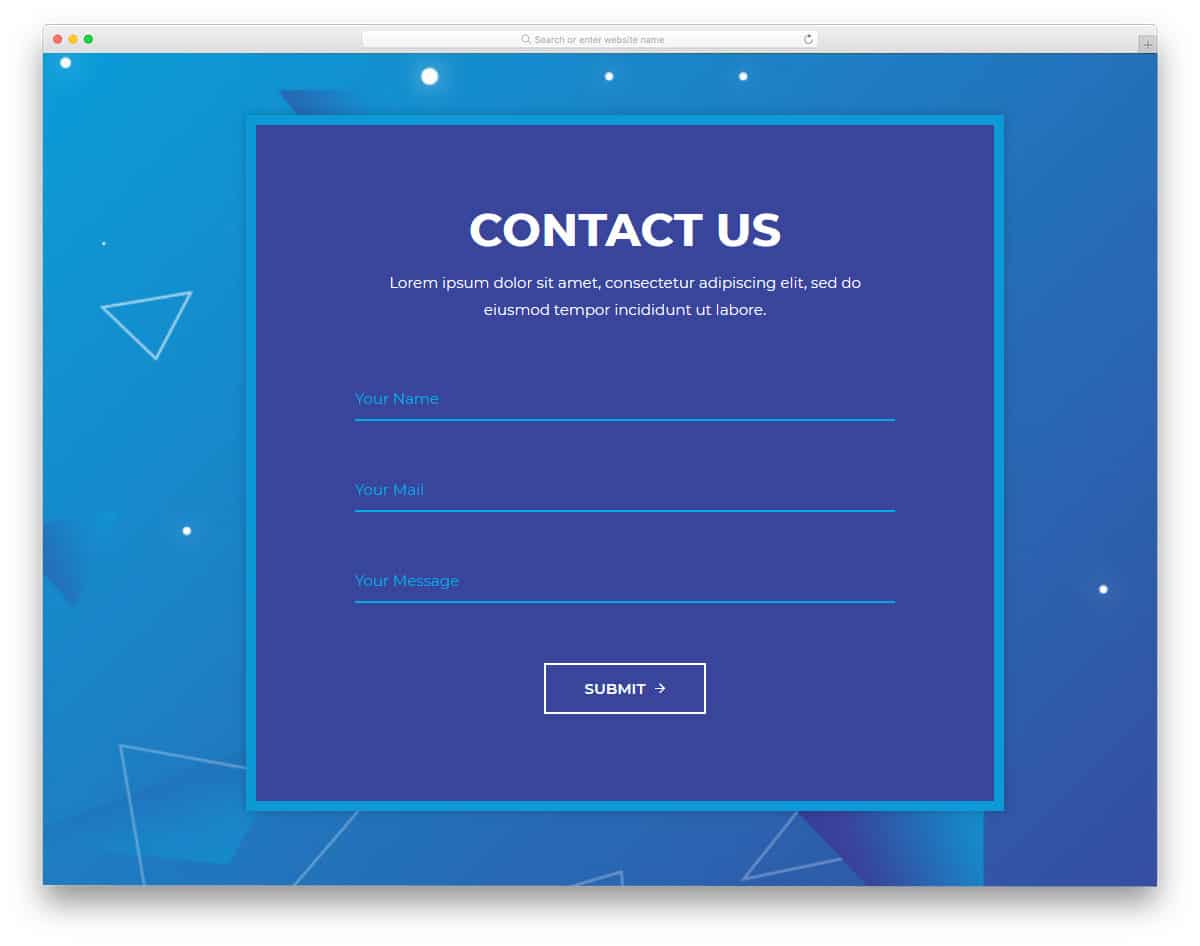 Search or enter website name
CONTACT US
Lorem ipsum dolor sit amet, consectetur adipiscing elit, sed do
eiusmod tempor incididunt ut labore.
Your Name
Your Mail
Your Message
SUBMIT →